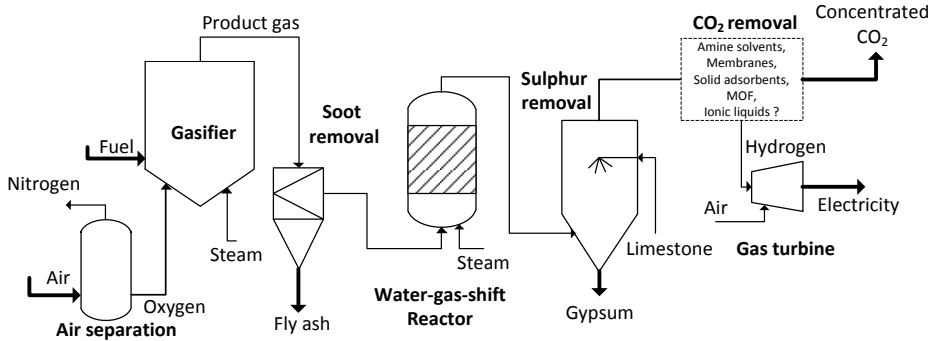 Product gas
CO2 removal
Concentrated
CO2
Amine solvents,
Membranes,
Solid adsorbents,
MOF,
Ionic liquids ?
Gasifier
Soot
removal
Sulphur
removal
Fuel
Nitrogen
Hydrogen
Air
Electricity
Steam
Steam
Limestone
Gas turbine
Air
Oxygen
Air separation
Fly ash
Water-gas-shift
Reactor
Gypsum